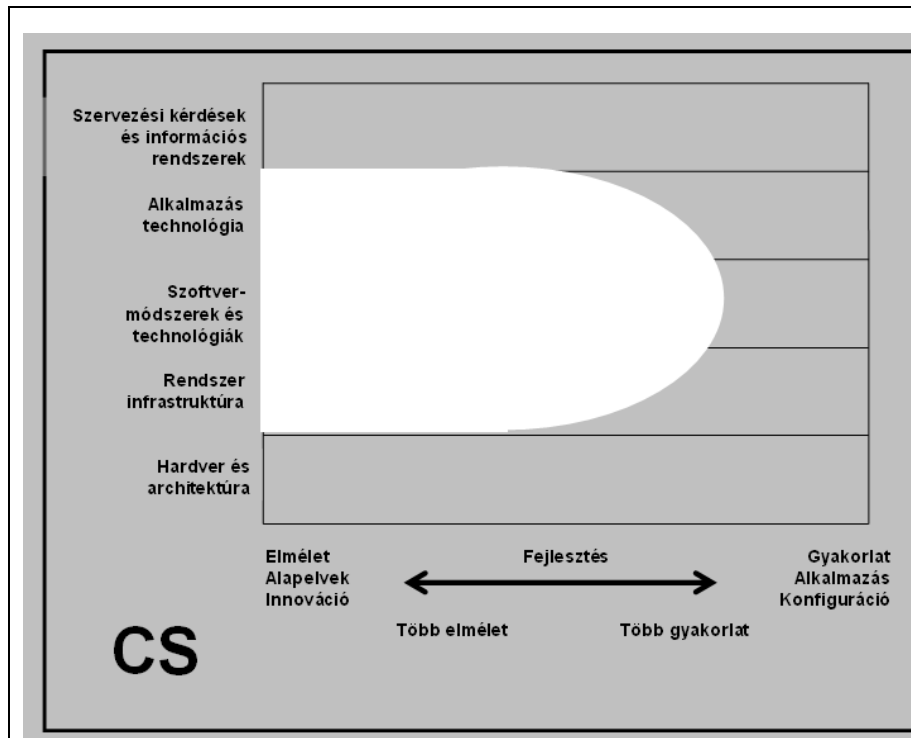 Szervezési kérdések
és információs
rendszerek
Alkalmazás
technológia
Szoftver-
módszerek és
technológiák
Rendszer
infrastruktúra
Hardver és
architektúra
Elmélet
Alapelvek
Innováció
Fejlesztés
Gyakorlat
Alkalmazás
Konfiguráció
Több elmélet
Több gyakorlat
CS